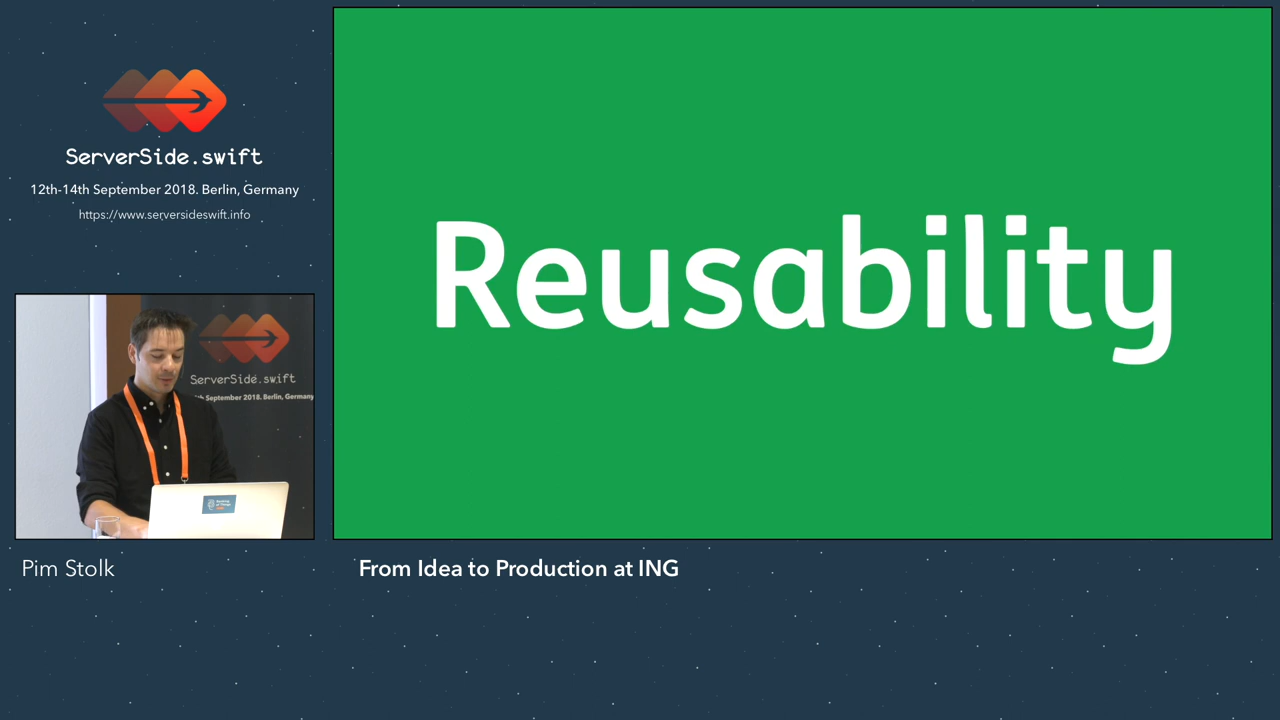 ServerSide.swift
12th-14th September 2018. Berlin, Germany
https://www.serversideswift.info
Reusability
ServerSide.swift
th September 2018. Berlin, Germany
Pim Stolk
From Idea to Production at ING